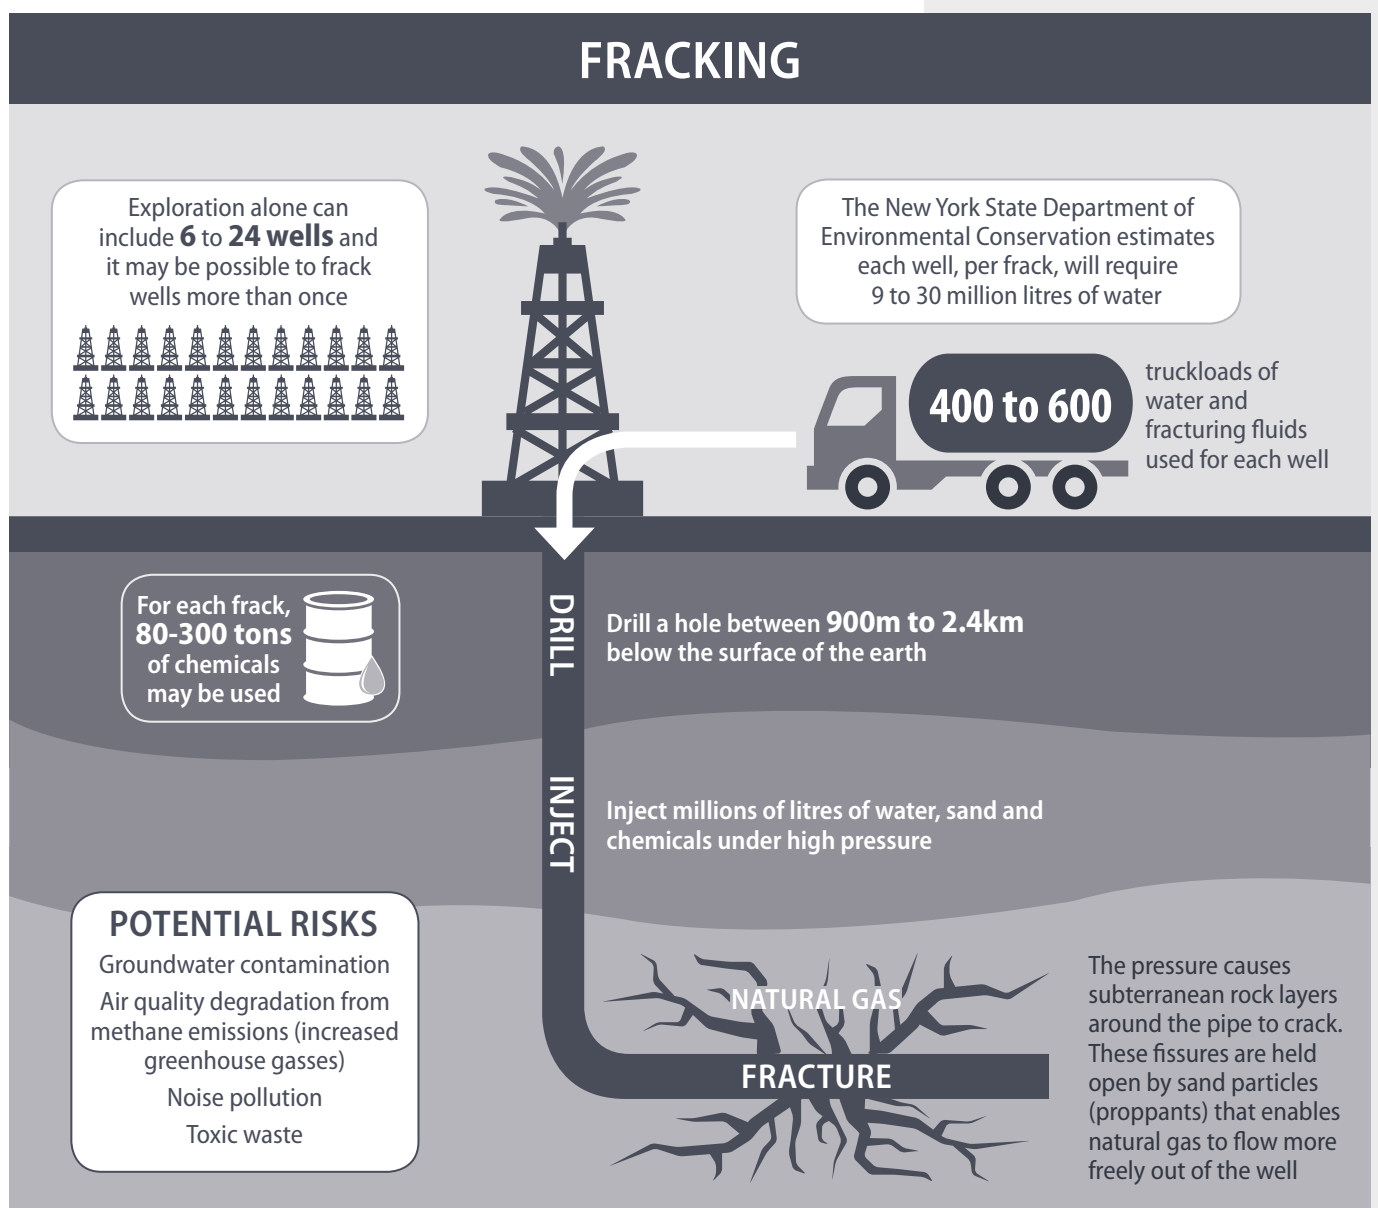 FRACKING
Exploration alone can
include 6 to 24 wells and
it may be possible to frack
wells more than once
The New York State Department of
Environmental Conservation estimates
each well, per frack, will require
9 to 30 million litres of water
400 to 600
truckloads of
water and
fracturing fluids
used for each well
For each frack,
80-300 tons
of chemicals
may be used
DRILL
Drill a hole between 900m to 2.4km
below the surface of the earth
INJECT
Inject millions of litres of water, sand and
chemicals under high pressure
POTENTIAL RISKS
Groundwater contamination
Air quality degradation from
methane emissions (increased
greenhouse gasses)
Noise pollution
Toxic waste
NATURAL GAS
FRACTURE
The pressure causes
subterranean rock layers
around the pipe to crack.
These fissures are held
open by sand particles
(proppants) that enables
natural gas to flow more
freely out of the well